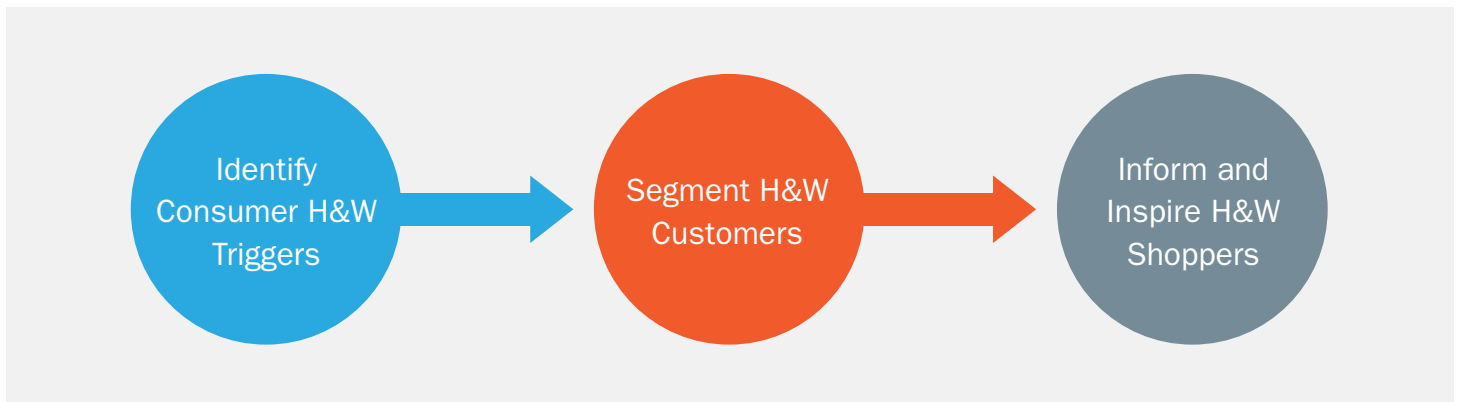 Identify
Consumer H&W
Triggers
Segment H&W
Customers
Inform and
Inspire H&W
Shoppers